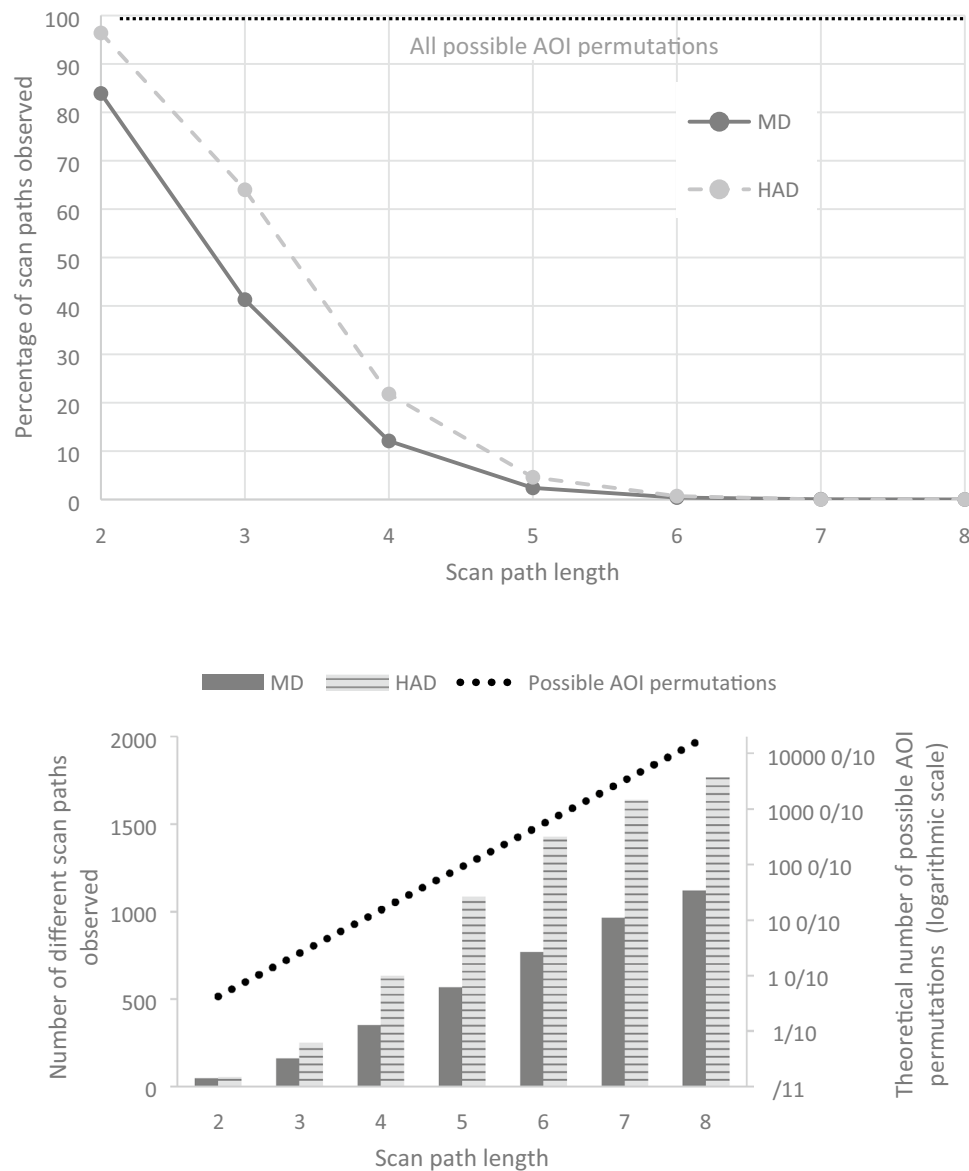 100
All possible AOI permutations
90
80
MD
70
HAD
60
50
40
30
20
10
0
2 3 4 5 6 7 8
Percentage of scan paths observed
Scan path length
MD HAD Possible AOI permutations
2000
1500
1000
500
0
Number of different scan paths
observed
10000 0/10
1000 0/10
100 0/10
10 0/10
1 0/10
1/10
/11
Theoretical number of possible AOI
permutations (logarithmic scale)
2 3 4 5 6 7 8
Scan path length